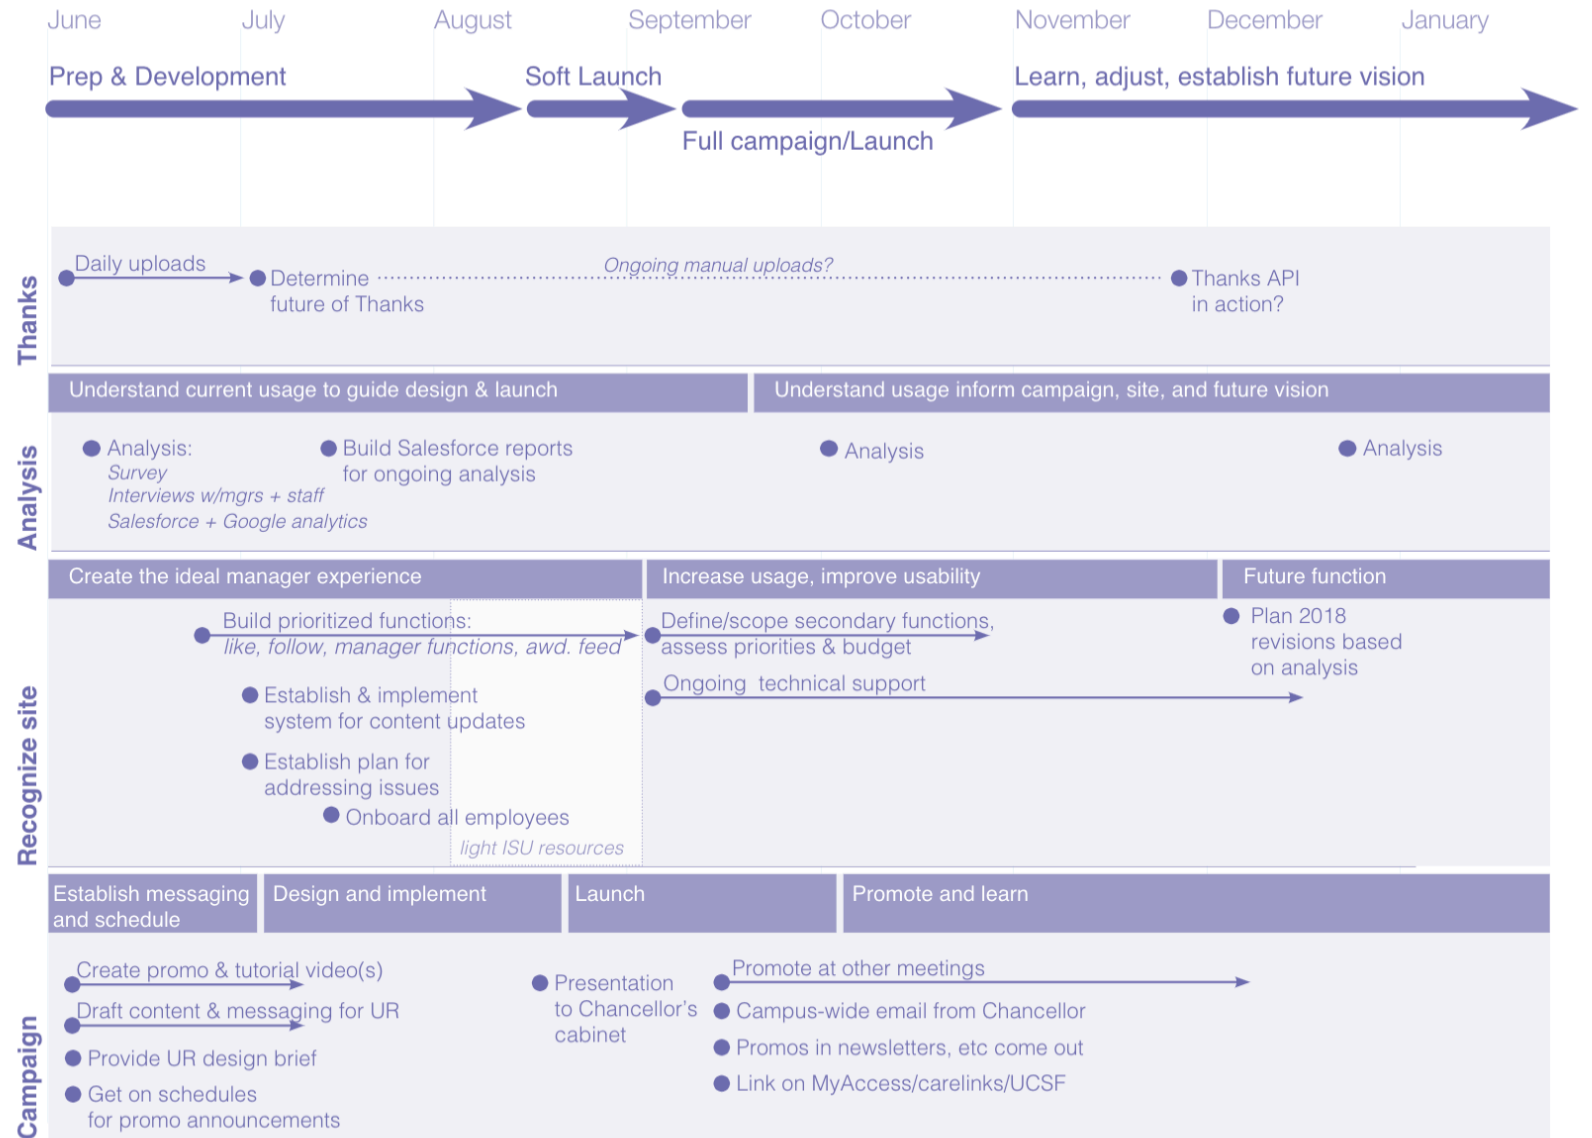 June July August September October November December January
Prep & Development
Soft Launch
Learn, adjust, establish future vision
Full campaign/Launch
Thanks
Daily uploads
Determine
future of Thanks
Ongoing manual uploads?
Thanks API
in action?
Analysis
Understand current usage to guide design & launch
Understand usage inform campaign, site, and future vision
Analysis:
Survey
Interviews w/mgrs + staff
Salesforce + Google analytics
Build Salesforce reports
for ongoing analysis
Analysis
Analysis
Recognize site
Create the ideal manager experience
Increase usage, improve usability
Future function
Build prioritized functions:
like, follow, manager functions, awd. feed
Define/scope secondary functions,
assess priorities & budget
Plan 2018
revisions based
on analysis
Ongoing technical support
Establish & implement
system for content updates
Establish plan for
addressing issues
Onboard all employees
light ISU resources
Campaign
Establish messaging
and schedule
Design and implement
Launch
Promote and learn
Create promo & tutorial video(s)
Draft content & messaging for UR
Provide UR design brief
Get on schedules
for promo announcements
Presentation
to Chancellor's
cabinet
Promote at other meetings
Campus-wide email from Chancellor
Promos in newsletters, etc come out
Link on MyAccess/carelinks/UCSF